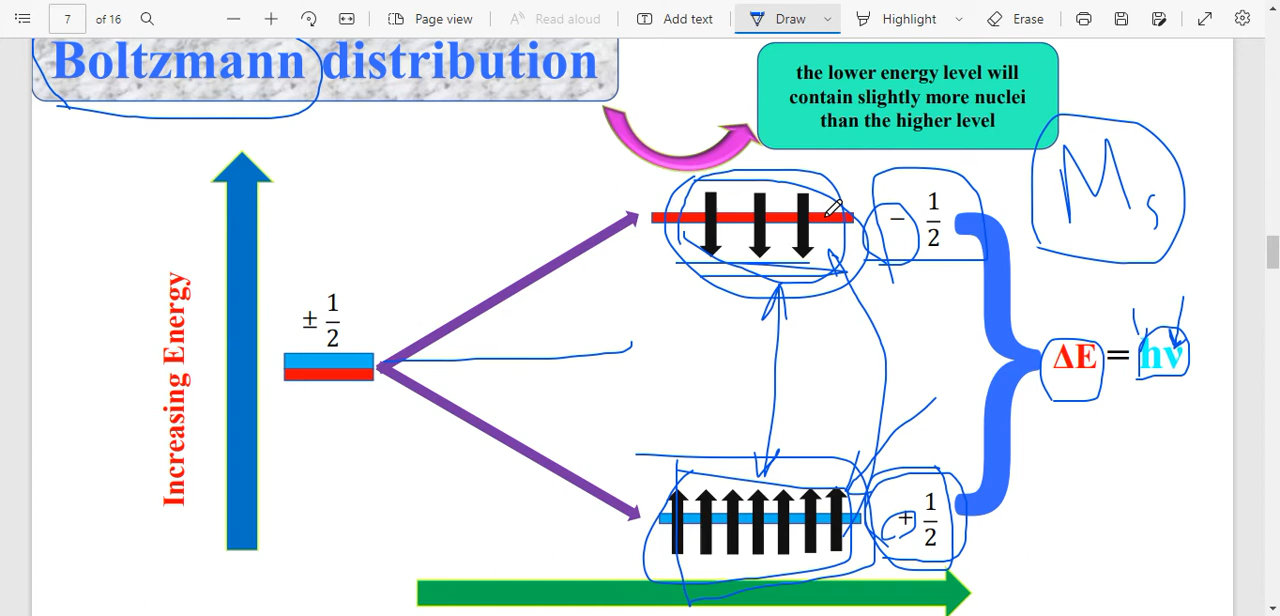 7 of 16 Page view Read aloud Add text Draw Highlight Erase
Boltzmann distribution
the lower energy level will
contain slightly more nuclei
than the higher level
Ms
− 1/2
Increasing Energy
± 1/2
ΔE = hν
+ 1/2